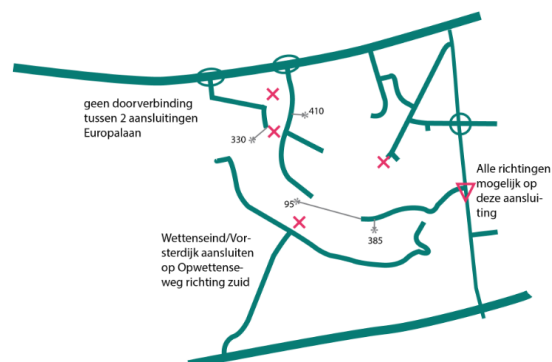 geen doorverbinding
tussen 2 aansluitingen
Europalaan
410
330
Alle richtingen
mogelijk op
deze aanslui-
ting
95
385
Wettenseind/Vor-
sterdijk aansluiten
op Opwettense-
weg richting zuid